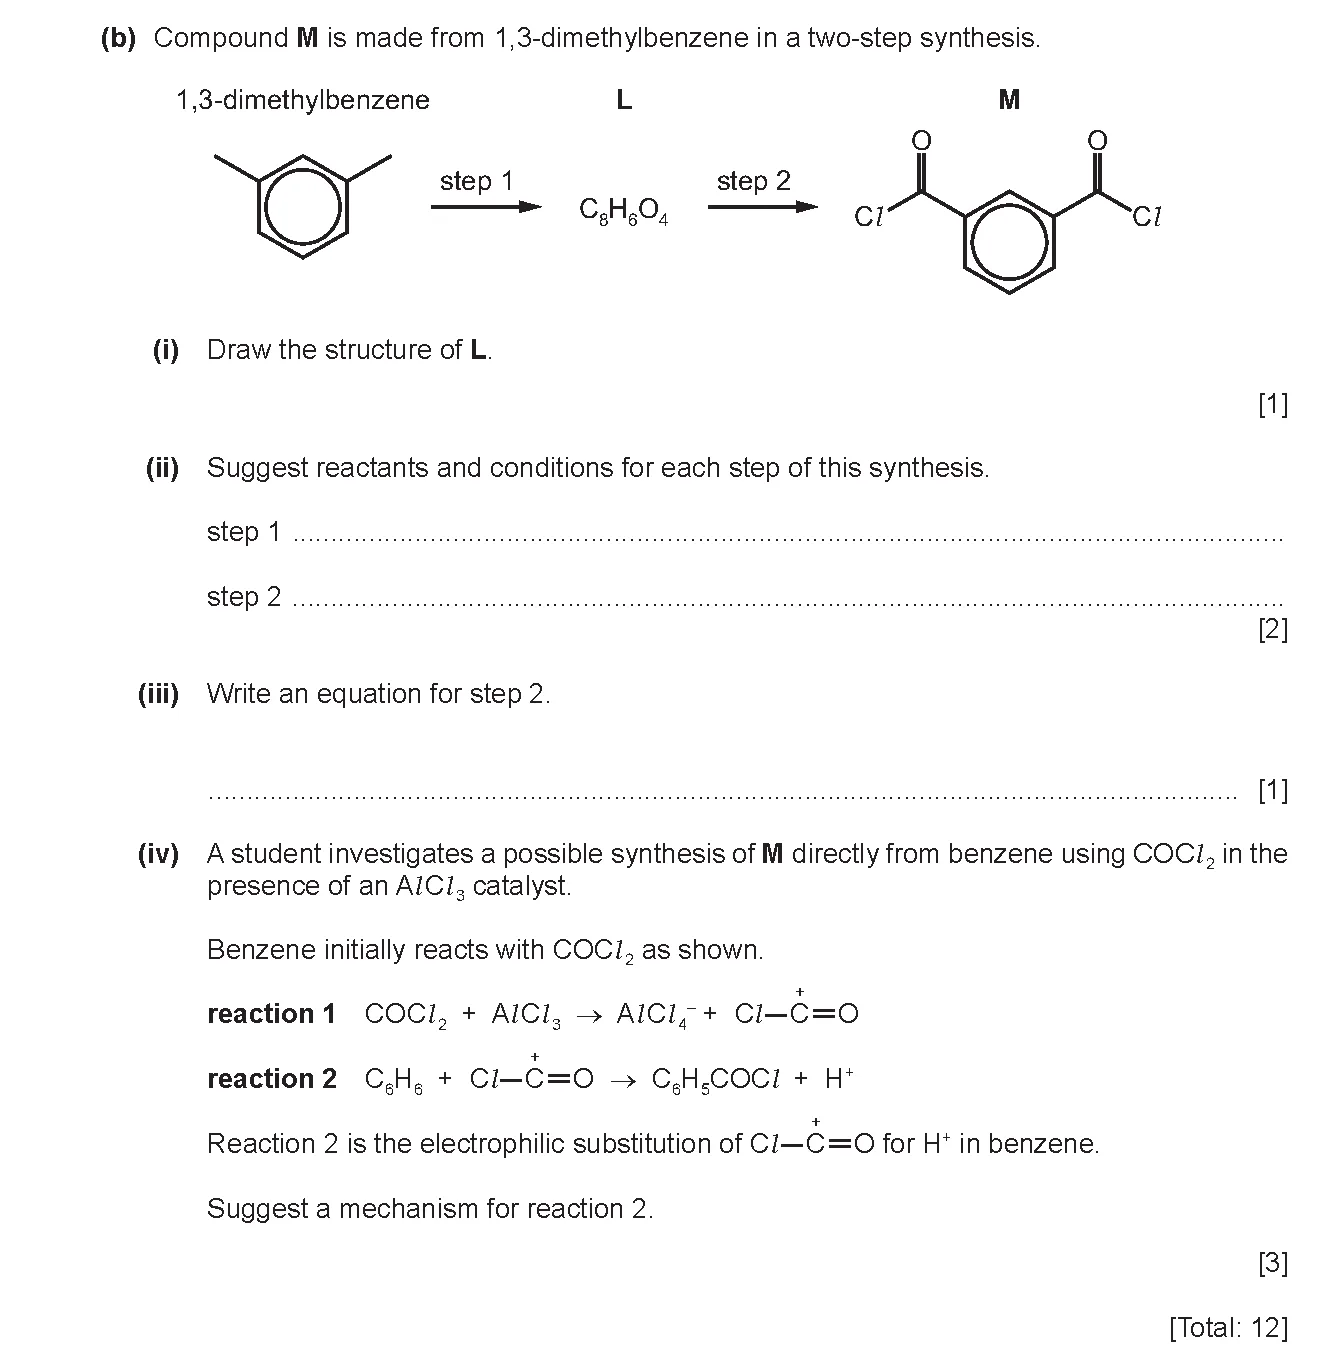 (b) Compound M is made from 1,3-dimethylbenzene in a two-step synthesis.
1,3-dimethylbenzene L M
O O
step 1 step 2
C₈H₆O₄
Cl Cl
(i) Draw the structure of L.
[1]
(ii) Suggest reactants and conditions for each step of this synthesis.
step 1 ........................................................................
step 2 ........................................................................
[2]
(iii) Write an equation for step 2.
........................................................................ [1]
(iv) A student investigates a possible synthesis of M directly from benzene using COCl₂ in the
presence of an AlCl₃ catalyst.
Benzene initially reacts with COCl₂ as shown.
reaction 1 COCl₂ + AlCl₃ → AlCl₄⁻ + Cl–C⁺=O
reaction 2 C₆H₆ + Cl–C⁺=O → C₆H₅COCl + H⁺
Reaction 2 is the electrophilic substitution of Cl–C⁺=O for H⁺ in benzene.
Suggest a mechanism for reaction 2.
[3]
[Total: 12]